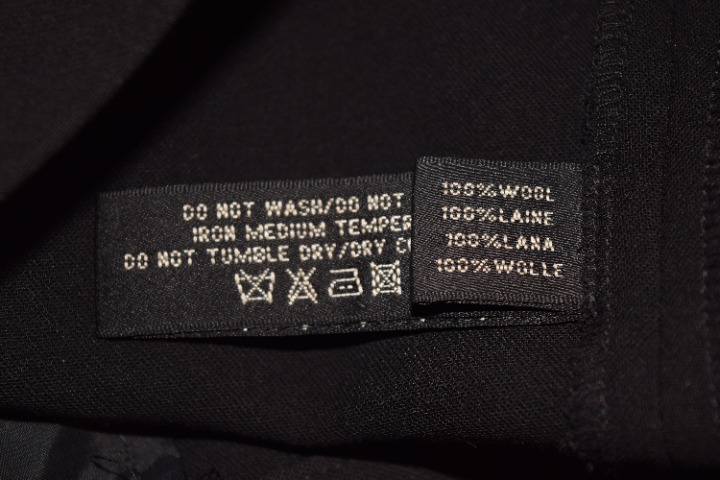 DO NOT WASH/DO NOT
IRON MEDIUM TEMPER
DO NOT TUMBLE DRY/DRY C
100%WOOL
100%LAINE
100%LANA
100%WOLLE